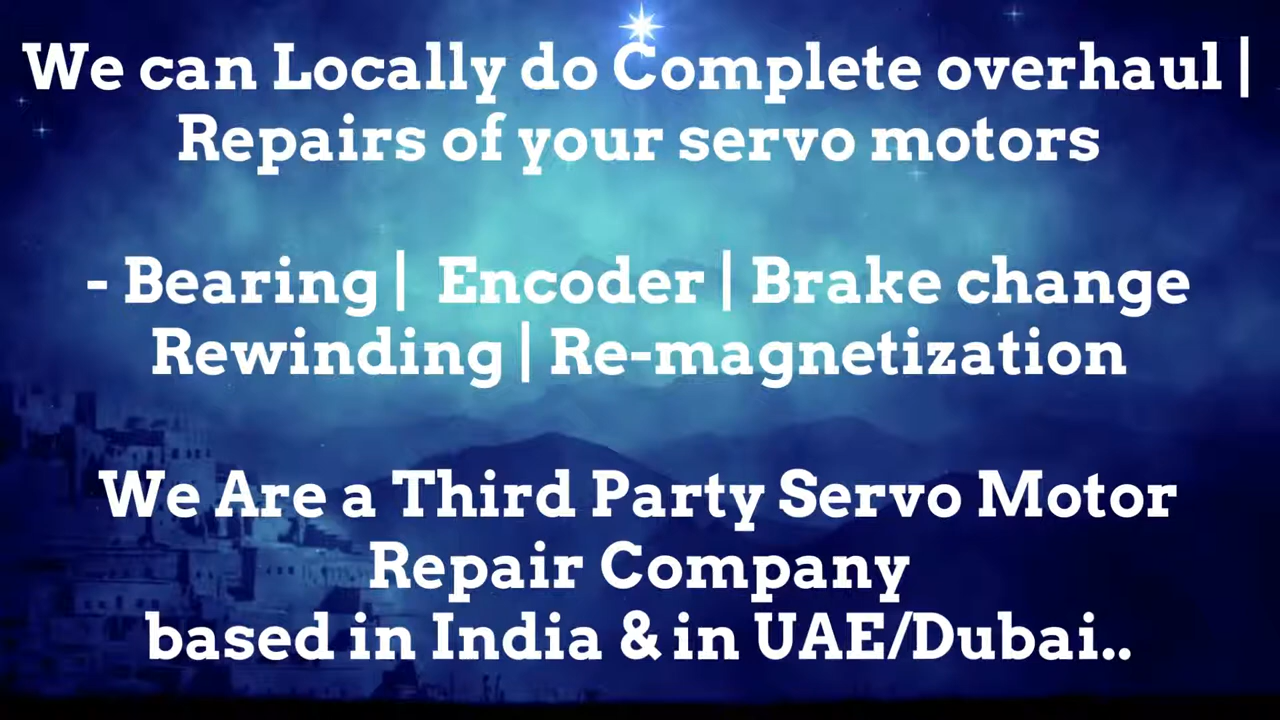 We can Locally do Complete overhaul |
Repairs of your servo motors
- Bearing | Encoder | Brake change
Rewinding | Re-magnetization
We Are a Third Party Servo Motor
Repair Company
based in India & in UAE/Dubai..